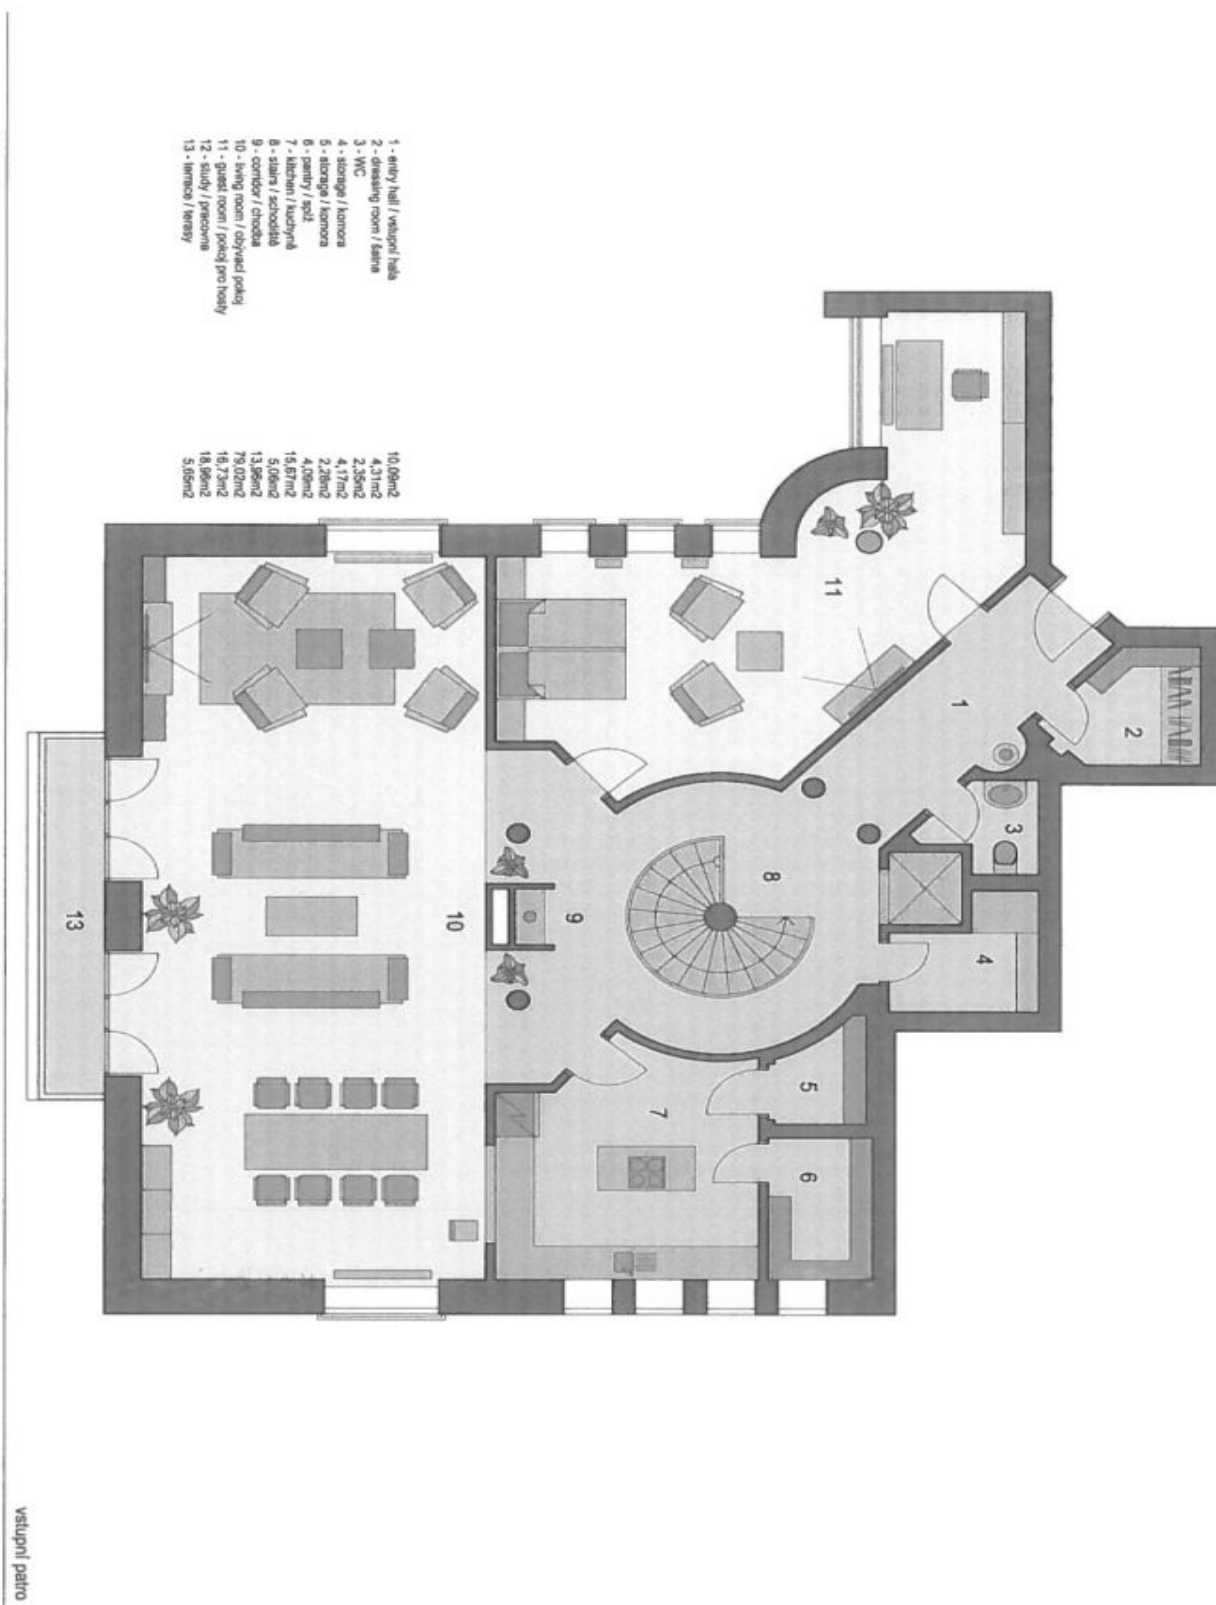 1 - entry hall / vstupní hala 10,09m2
2 - dressing room / šatna 4,31m2
3 - WC 2,35m2
4 - storage / komora 4,17m2
5 - storage / komora 2,28m2
6 - pantry / spíž 4,09m2
7 - kitchen / kuchyně 15,67m2
8 - stairs / schodiště 5,06m2
9 - corridor / chodba 13,96m2
10 - living room / obývací pokoj 79,02m2
11 - guest room / pokoj pro hosty 16,73m2
12 - study / pracovna 18,96m2
13 - terrace / terasy 5,65m2
2
1
3
4
11
8
5
6
7
9
10
13
vstupní patro